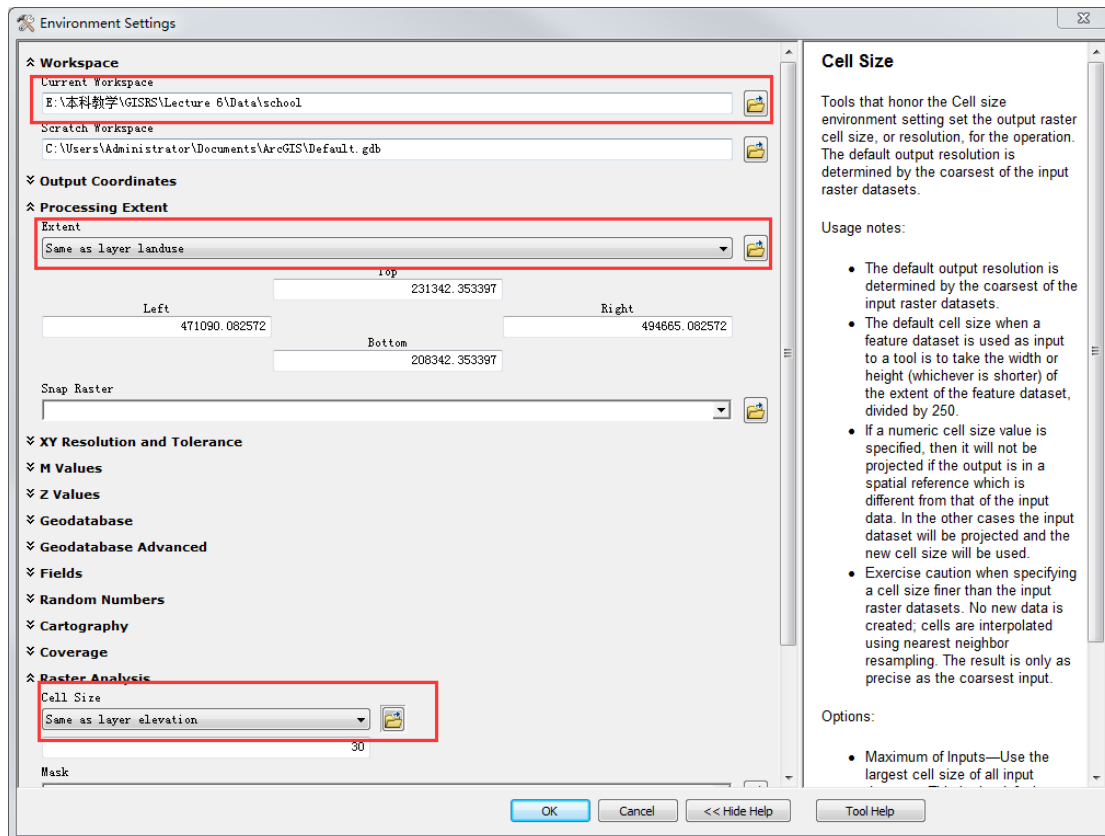 Environment Settings
Workspace
Current Workspace
E:\本科教学\GISRS\Lecture 6\Data\school
Scratch Workspace
C:\Users\Administrator\Documents\ArcGIS\Default.gdb
Output Coordinates
Processing Extent
Extent
Same as layer landuse
Top
231342.353397
Left
Right
471090.082572
494665.082572
Bottom
208342.353397
Snap Raster
XY Resolution and Tolerance
M Values
Z Values
Geodatabase
Geodatabase Advanced
Fields
Random Numbers
Cartography
Coverage
Raster Analysis
Cell Size
Same as layer elevation
30
Mask
OK
Cancel
<< Hide Help
Tool Help
Cell Size
Tools that honor the Cell size
environment setting set the output raster
cell size, or resolution, for the operation.
The default output resolution is
determined by the coarsest of the input
raster datasets.
Usage notes:
• The default output resolution is
determined by the coarsest of the
input raster datasets.
• The default cell size when a
feature dataset is used as input
to a tool is to take the width or
height (whichever is shorter) of
the extent of the feature dataset,
divided by 250.
• If a numeric cell size value is
specified, then it will not be
projected if the output is in a
spatial reference which is
different from that of the input
data. In the other cases the input
dataset will be projected and the
new cell size will be used.
• Exercise caution when specifying
a cell size finer than the input
raster datasets. No new data is
created; cells are interpolated
using nearest neighbor
resampling. The result is only as
precise as the coarsest input.
Options:
• Maximum of Inputs—Use the
largest cell size of all input